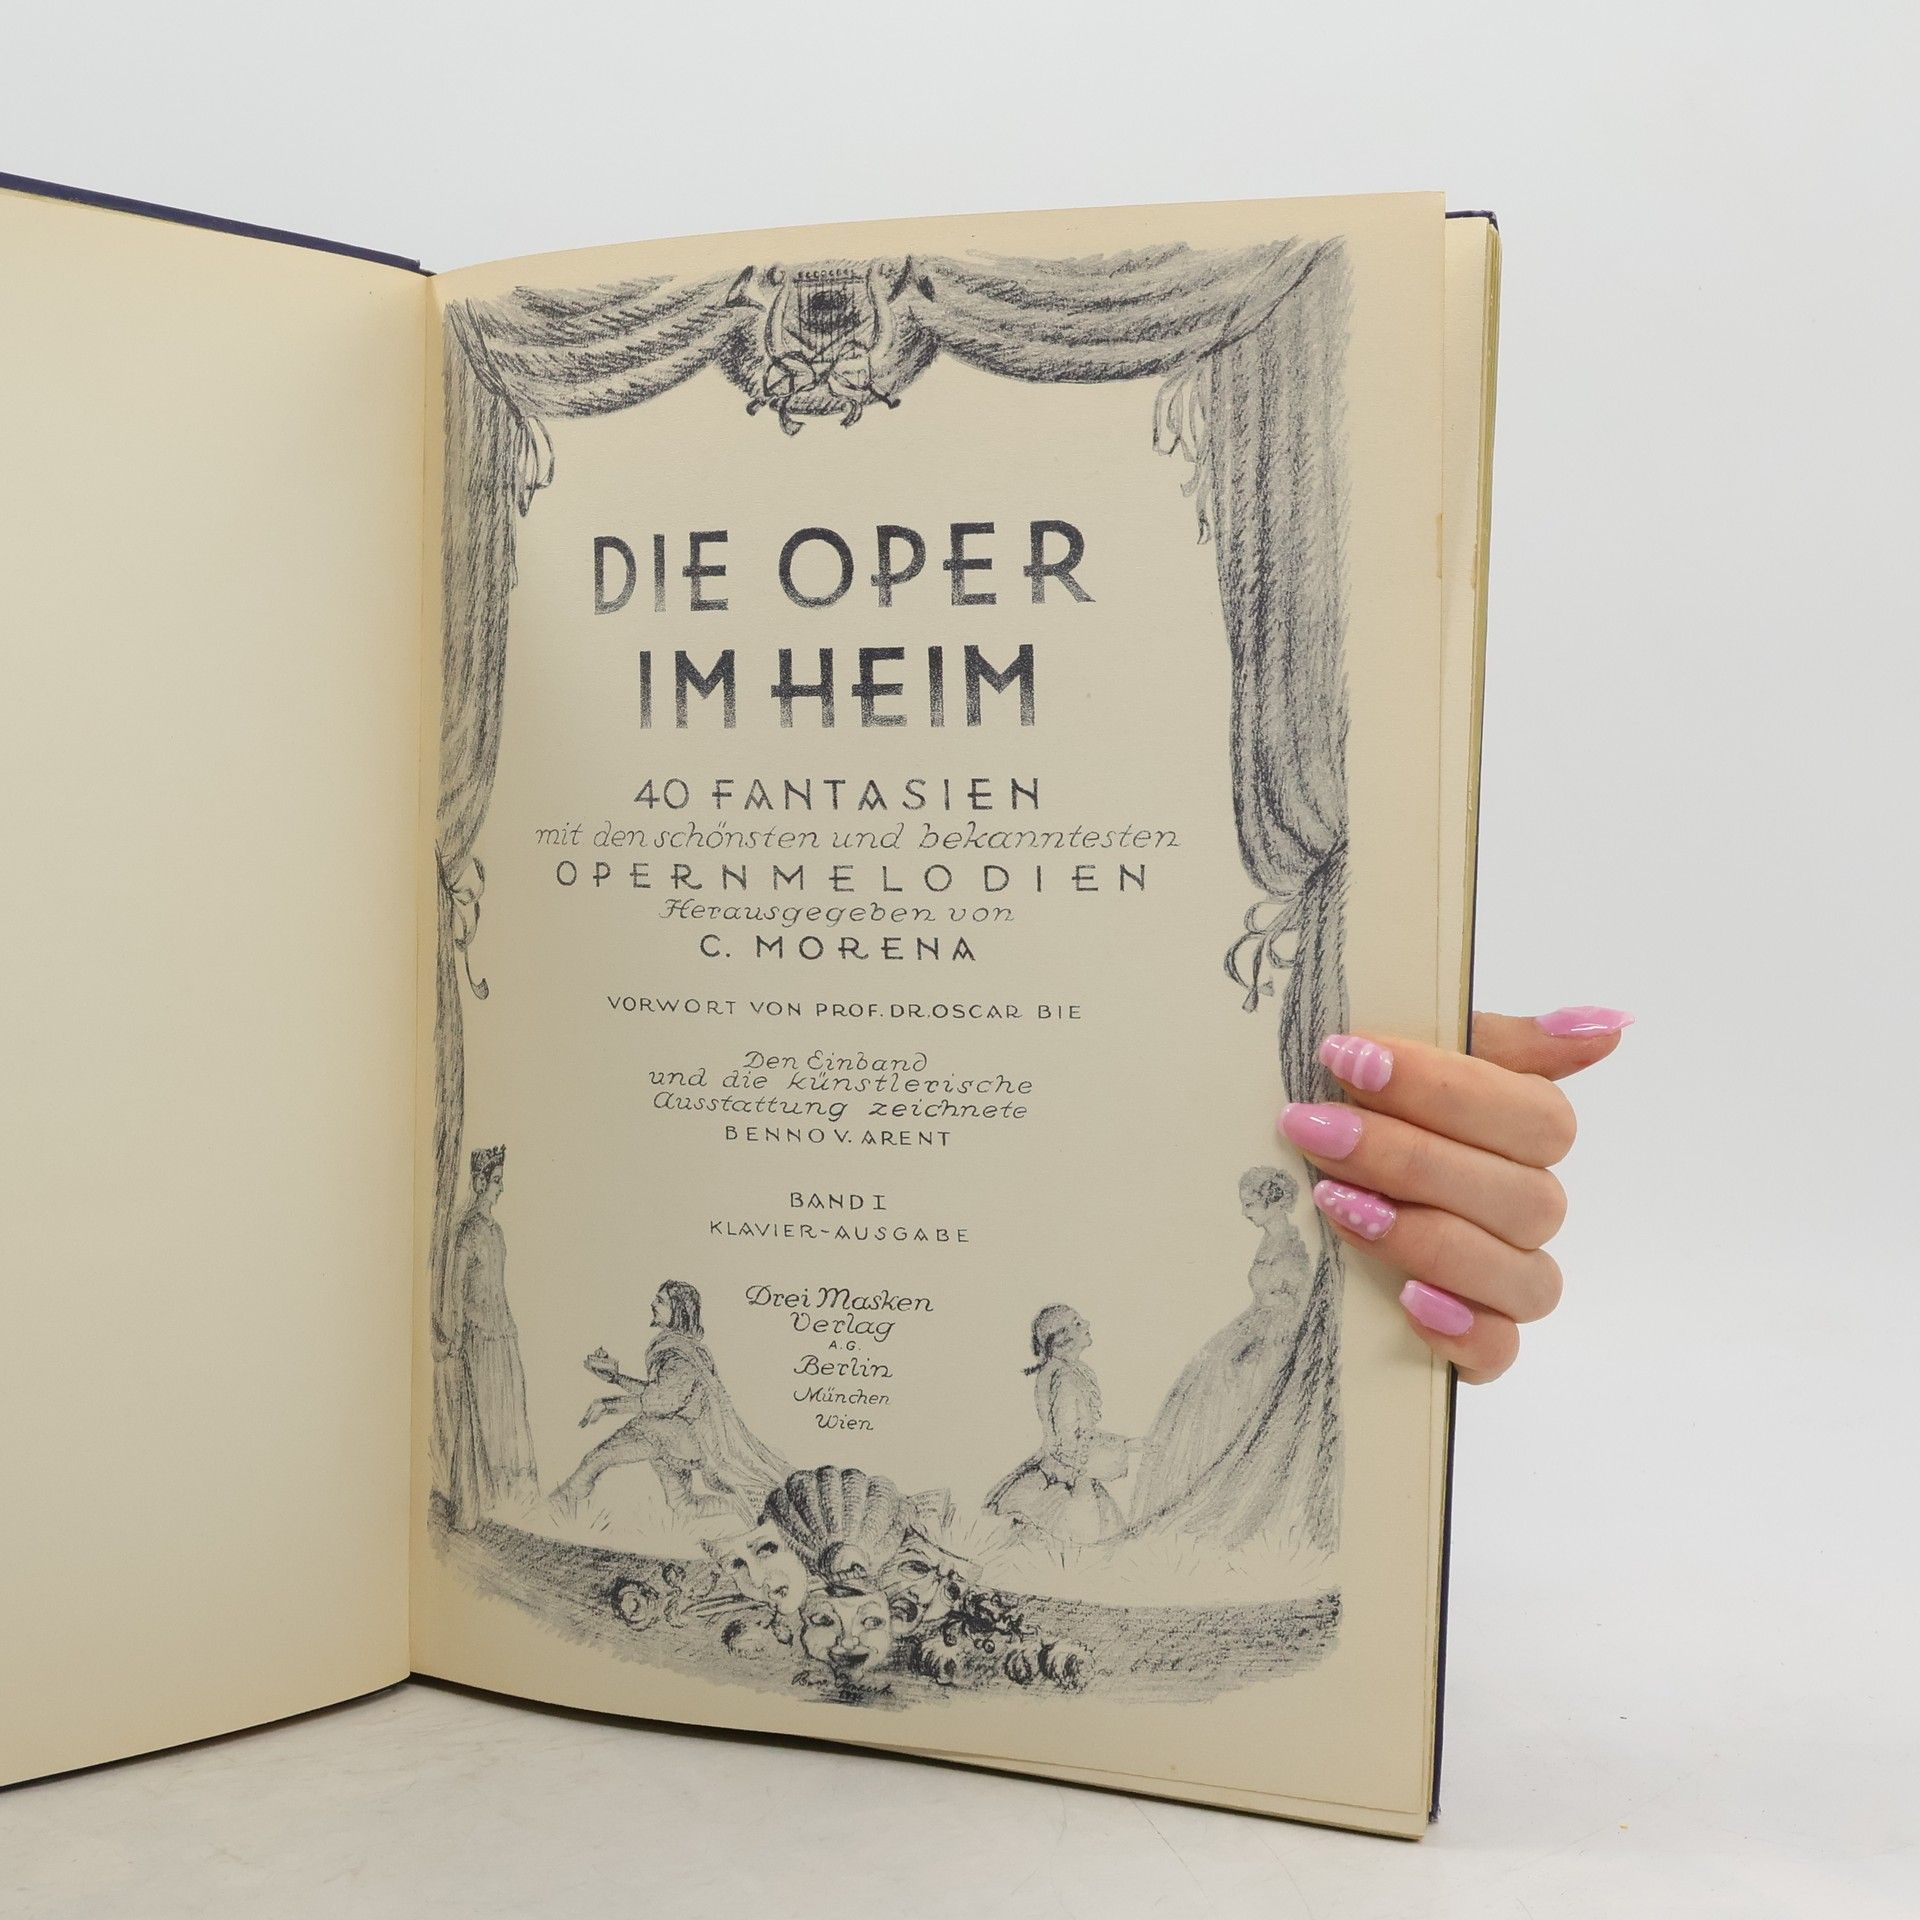 DIE OPER
IM HEIM
40 FANTASIEN
mit den schönsten und bekanntesten
OPERNMELODIEN
Herausgegeben von
C. MORENA
VORWORT VON PROF. DR. OSCAR BIE
Den Einband
und die künstlerische
Ausstattung zeichnete
BENNO V. ARENT
BAND I
KLAVIER-AUSGABE
Drei Masken
Verlag
A.G.
Berlin
München
Wien